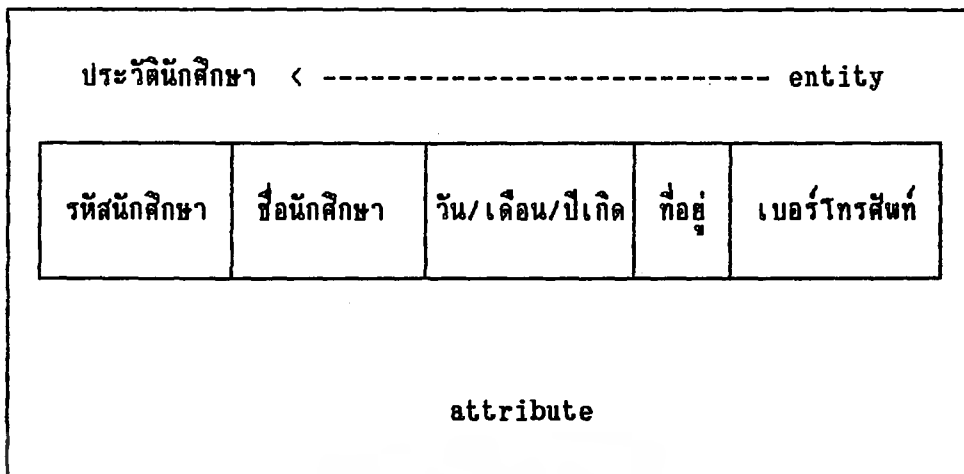 ประวัตินักศึกษา < ---------------------------- entity
รหัสนักศึกษา ชื่อนักศึกษา วัน/เดือน/ปีเกิด ที่อยู่ เบอร์โทรศัพท์
attribute